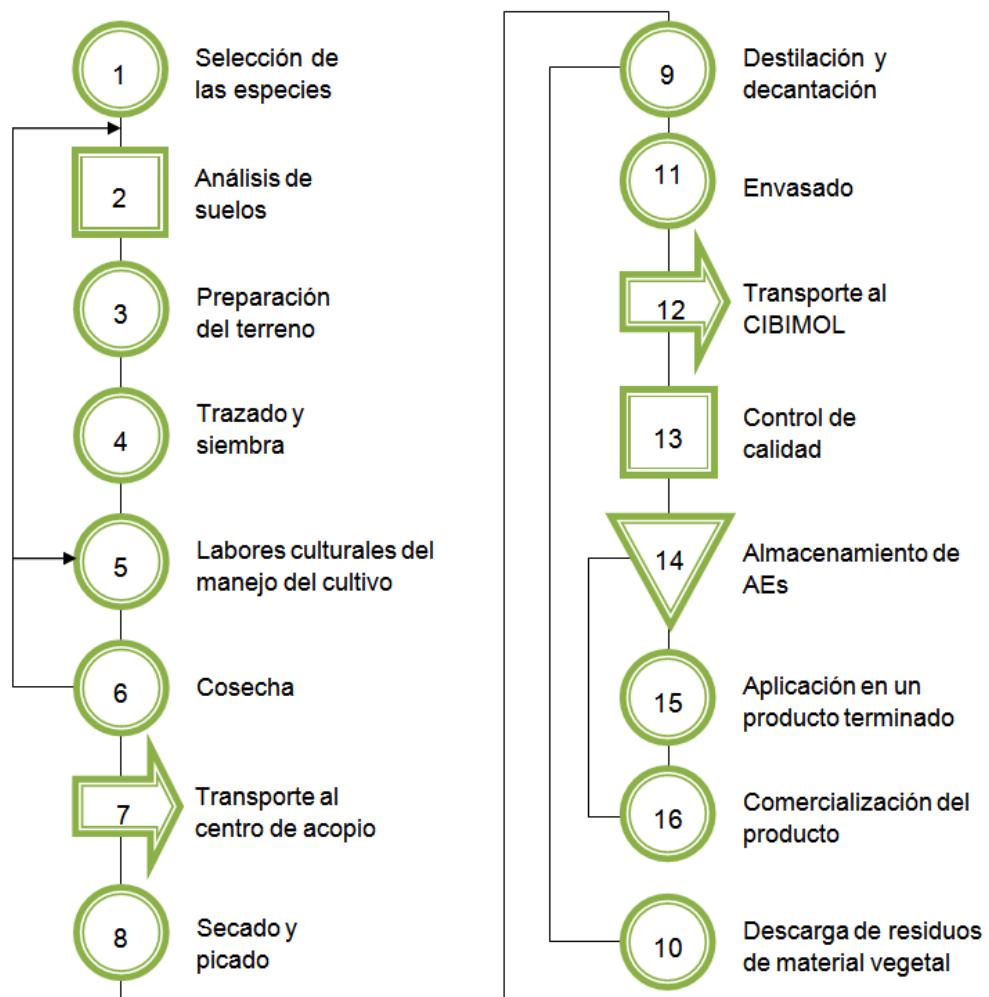 1
Selección de
las especies
2
Análisis de
suelos
3
Preparación
del terreno
4
Trazado y
siembra
5
Labores culturales del
manejo del cultivo
6
Cosecha
7
Transporte al
centro de acopio
8
Secado y
picado
9
Destilación y
decantación
11
Envasado
12
Transporte al
CIBIMOL
13
Control de
calidad
14
Almacenamiento de
AEs
15
Aplicación en un
producto terminado
16
Comercialización del
producto
10
Descarga de residuos
de material vegetal